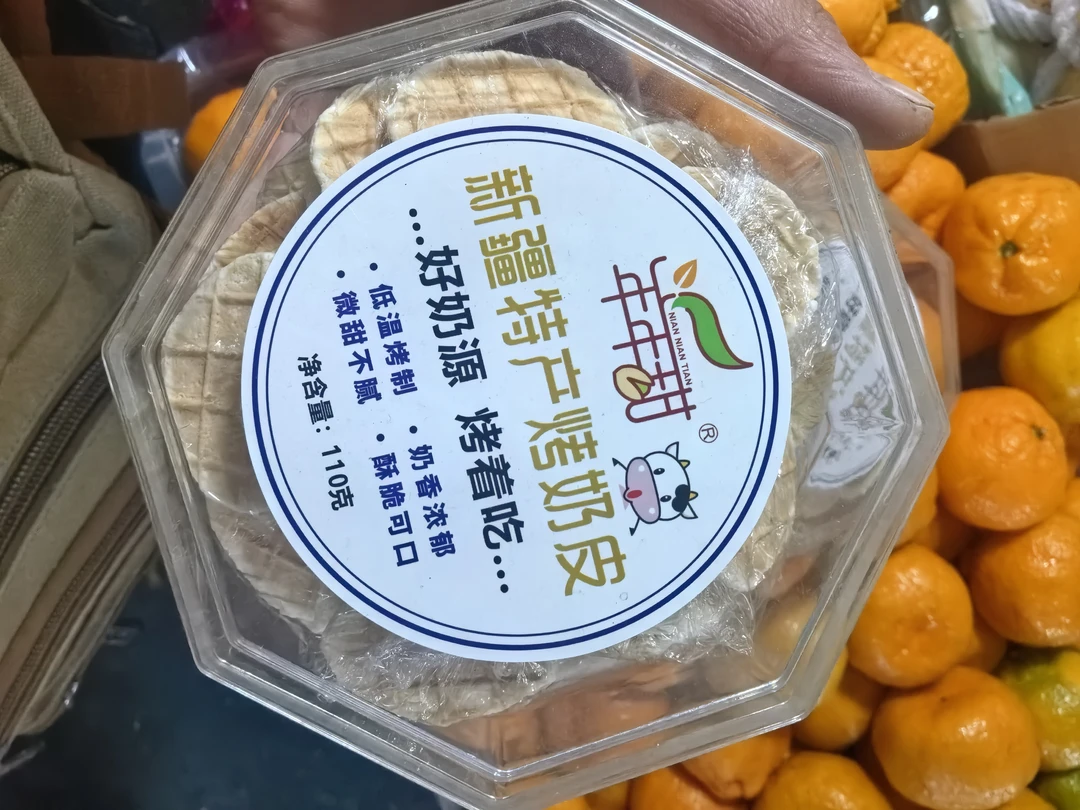 年年甜
NIAN NIAN TIAN
®
新疆特产烤奶皮
...好奶源 烤着吃...
· 低温烤制 · 奶香浓郁
· 微甜不腻 · 酥脆可口
净含量: 110克